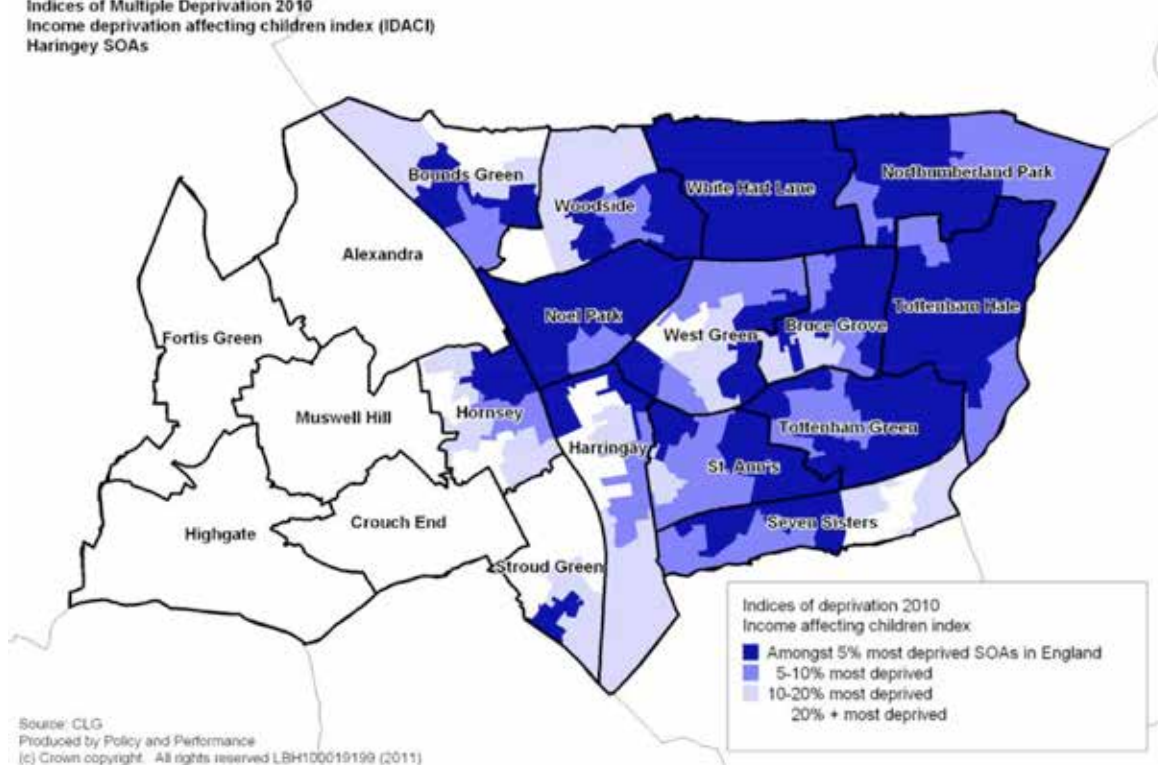 Indices of Multiple Deprivation 2010
Income deprivation affecting children index (IDACI)
Haringey SOAs
Bounds Green
Woodside
White Hart Lane
Northumberland Park
Alexandra
Noel Park
West Green
Bruce Grove
Tottenham Hale
Fortis Green
Muswell Hill
Hornsey
Harringay
St. Ann's
Tottenham Green
Highgate
Crouch End
Seven Sisters
Stroud Green
Indices of deprivation 2010
Income affecting children index
Amongst 5% most deprived SOAs in England
5-10% most deprived
10-20% most deprived
20% + most deprived
Source: CLG
Produced by Policy and Performance
(c) Crown copyright. All rights reserved LBH100019199 (2011)